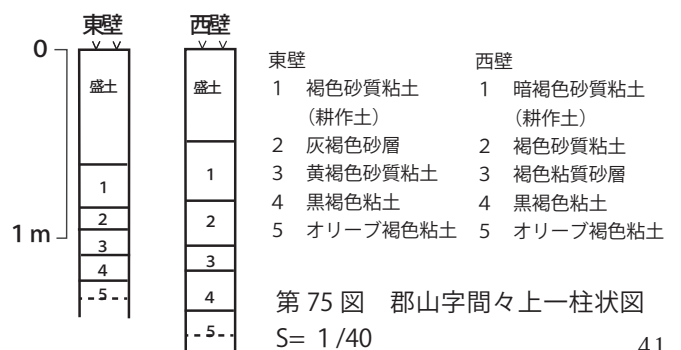 東壁 西壁
0
1 m
盛土
1
2
3
4
5
盛土
1
2
3
4
5
東壁
1 褐色砂質粘土
(耕作土)
2 灰褐色砂層
3 黄褐色砂質粘土
4 黒褐色粘土
5 オリーブ褐色粘土
西壁
1 暗褐色砂質粘土
(耕作土)
2 褐色砂質粘土
3 褐色粘質砂層
4 黒褐色粘土
5 オリーブ褐色粘土
第 75 図 郡山字間々上一柱状図
S= 1 /40
41